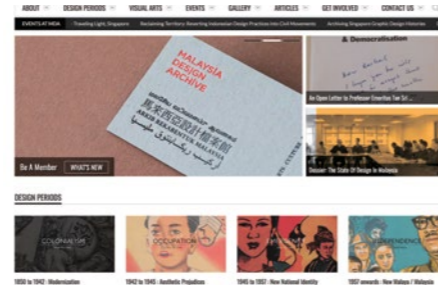 ABOUT DESIGN PERIODS VISUAL ARTS EVENTS GALLERY ARTICLES GET INVOLVED CONTACT US
EVENTS AT MDA Traveling Light, Singapore Reclaiming Territory: Reverting Indonesian Design Practices into Civil Movements Archiving Singapore Graphic Design Histories
MALAYSIA
DESIGN
ARCHIVE
馬來西亞設計檔案館
ARKIB REKABENTUK MALAYSIA
Be A Member WHAT'S NEW
& Democratisation
An Open Letter to Professor Emeritus Tan Sri ...
Dossier: The State Of Design In Malaysia
DESIGN PERIODS
COLONIALISM
OCCUPATION
INDEPENDENCE
1850 to 1942 : Modernization
1942 to 1945 : Aesthetic Prejudices
1945 to 1957 : New National Identity
1957 onwards : New Malaya / Malaysia